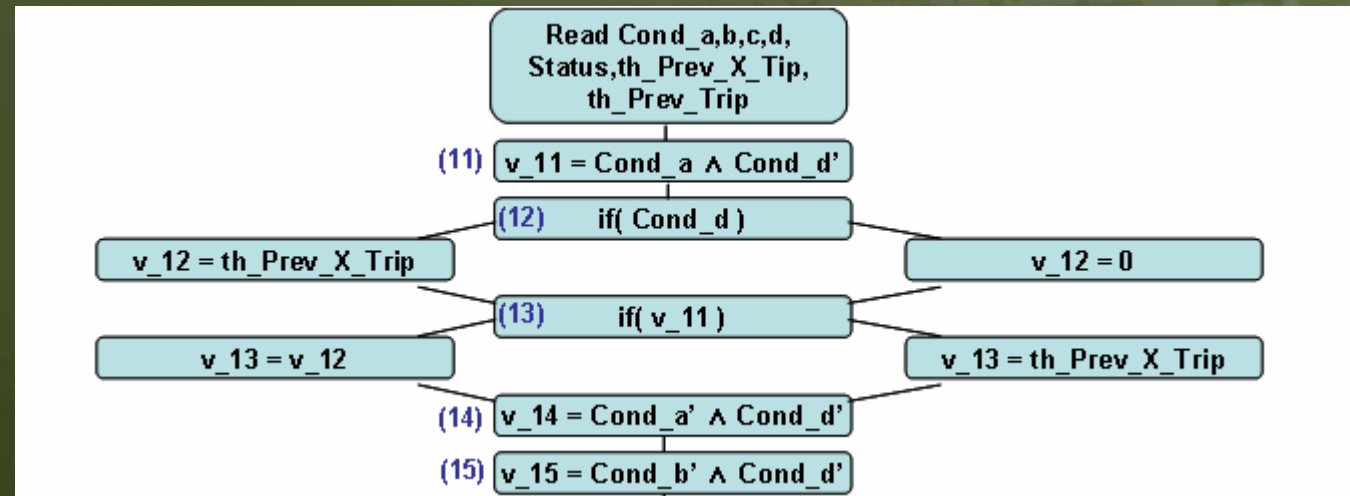 Read Cond_a,b,c,d,
Status,th_Prev_X_Tip,
th_Prev_Trip
(11) v_11 = Cond_a ∧ Cond_d’
(12) if( Cond_d )
v_12 = th_Prev_X_Trip
v_12 = 0
(13) if( v_11 )
v_13 = v_12
v_13 = th_Prev_X_Trip
(14) v_14 = Cond_a’ ∧ Cond_d’
(15) v_15 = Cond_b’ ∧ Cond_d’